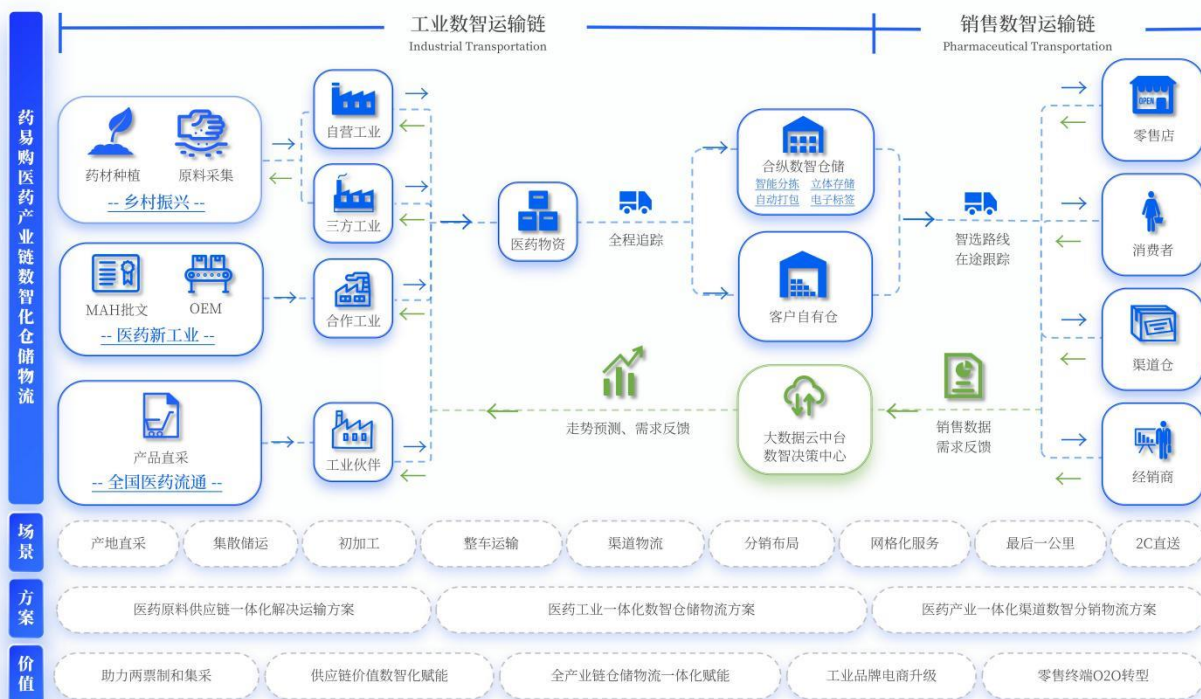 工业数智运输链
Industrial Transportation
销售数智运输链
Pharmaceutical Transportation
药易购医药产业链数智化仓储物流
药材种植
原料采集
-- 乡村振兴 --
MAH批文
OEM
-- 医药新工业 --
产品直采
-- 全国医药流通 --
自营工业
三方工业
合作工业
工业伙伴
医药物资
全程追踪
合纵数智仓储
智能分拣 立体存储
自动打包 电子标签
客户自有仓
智选路线
在途跟踪
OPEN
零售店
消费者
渠道仓
经销商
走势预测、需求反馈
大数据云中台
数智决策中心
销售数据
需求反馈
场景
产地直采
集散储运
初加工
整车运输
渠道物流
分销布局
网格化服务
最后一公里
2C直送
方案
医药原料供应链一体化解决运输方案
医药工业一体化数智仓储物流方案
医药产业一体化渠道数智分销物流方案
价值
助力两票制和集采
供应链价值数智化赋能
全产业链仓储物流一体化赋能
工业品牌电商升级
零售终端O2O转型